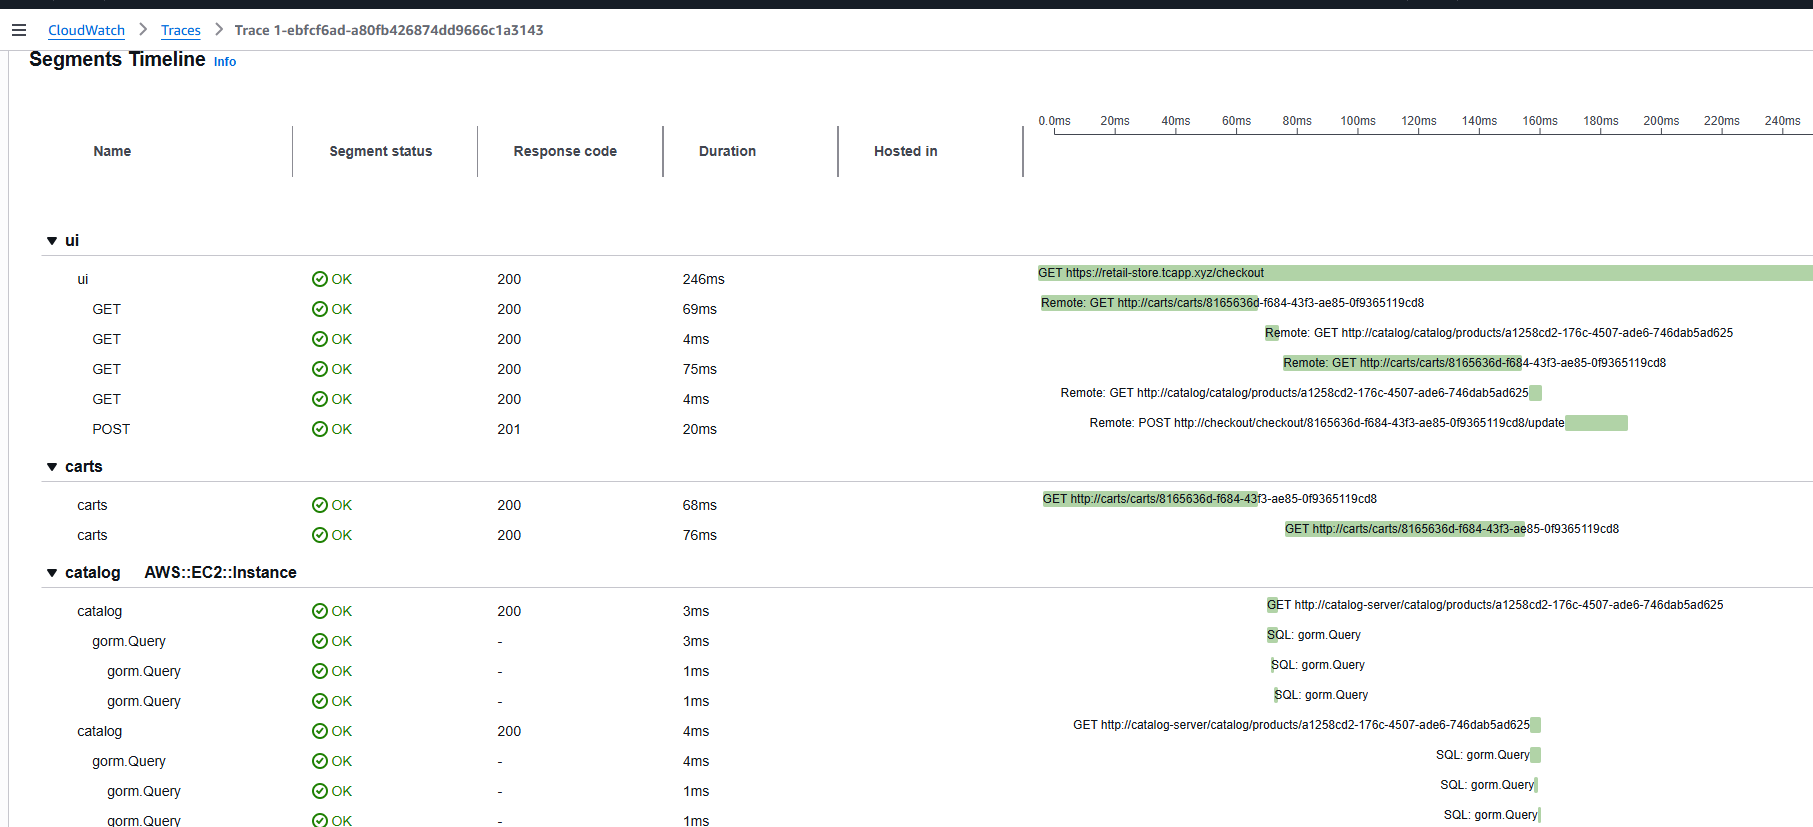 CloudWatch > Traces > Trace 1-ebfcf6ad-a80fb426874dd9666c1a3143
Segments Timeline Info
0.0ms 20ms 40ms 60ms 80ms 100ms 120ms 140ms 160ms 180ms 200ms 220ms 240ms
Name Segment status Response code Duration Hosted in
ui
ui OK 200 246ms GET https://retail-store.tcapp.xyz/checkout
GET OK 200 69ms Remote: GET http://carts/carts/8165636d-f684-43f3-ae85-0f9365119cd8
GET OK 200 4ms Remote: GET http://catalog/catalog/products/a1258cd2-176c-4507-ade6-746dab5ad625
GET OK 200 75ms Remote: GET http://carts/carts/8165636d-f684-43f3-ae85-0f9365119cd8
GET OK 200 4ms Remote: GET http://catalog/catalog/products/a1258cd2-176c-4507-ade6-746dab5ad625
POST OK 201 20ms Remote: POST http://checkout/checkout/8165636d-f684-43f3-ae85-0f9365119cd8/update
carts
carts OK 200 68ms GET http://carts/carts/8165636d-f684-43f3-ae85-0f9365119cd8
carts OK 200 76ms GET http://carts/carts/8165636d-f684-43f3-ae85-0f9365119cd8
catalog AWS::EC2::Instance
catalog OK 200 3ms GET http://catalog-server/catalog/products/a1258cd2-176c-4507-ade6-746dab5ad625
gorm.Query OK - 3ms SQL: gorm.Query
gorm.Query OK - 1ms SQL: gorm.Query
gorm.Query OK - 1ms SQL: gorm.Query
catalog OK 200 4ms GET http://catalog-server/catalog/products/a1258cd2-176c-4507-ade6-746dab5ad625
gorm.Query OK - 4ms SQL: gorm.Query
gorm.Query OK - 1ms SQL: gorm.Query
gorm.Query OK - 1ms SQL: gorm.Query